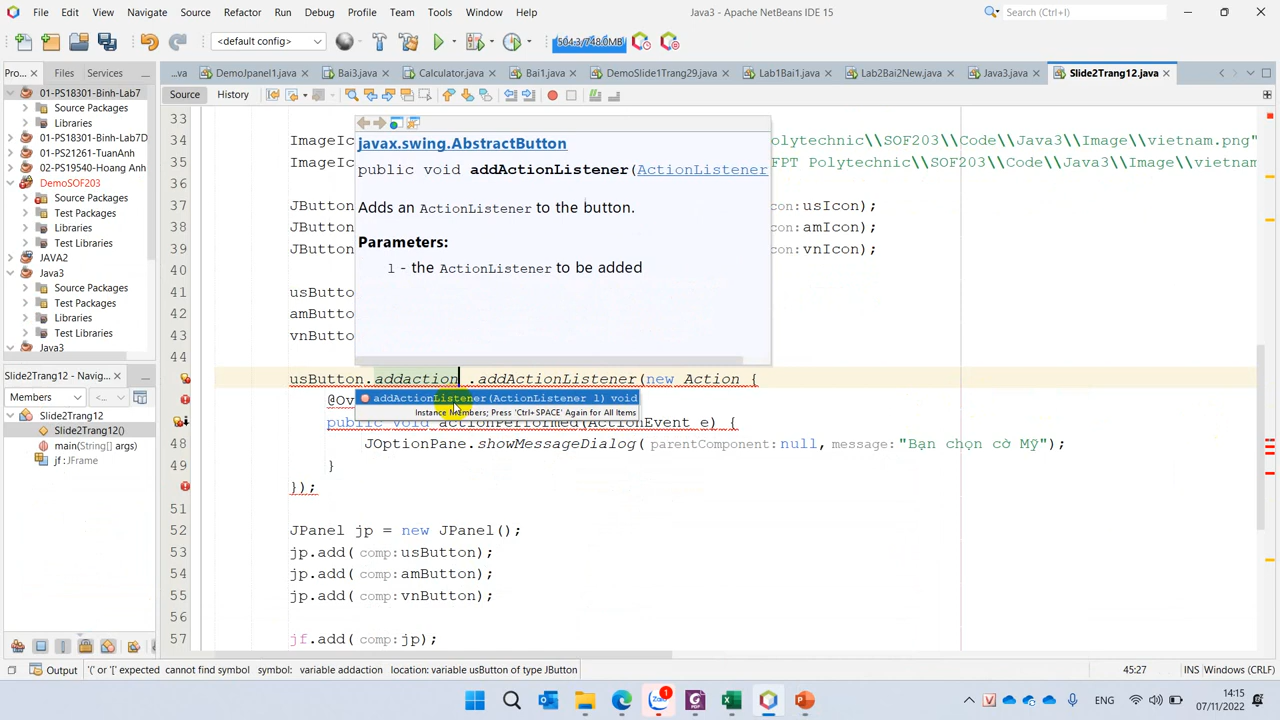 File Edit View Navigate Source Refactor Run Debug Profile Team Tools Window Help Java3 - Apache NetBeans IDE 15 Search (Ctrl+I)
<default config> 504.3/748.0MB
Pro... Files Services ...va DemoJpanel1.java Bai.java Calculator.java Bai1.java DemoSlide1Trang29.java Lab1Bai1.java Lab2Bai2New.java Java3.java Slide2Trang12.java
01-PS18301-Binh-Lab7
Source Packages
Libraries
01-PS18301-Binh-Lab7D
01-PS21261-TuanAnh
02-PS19540-Hoang Anh
DemoSOF203
Source Packages
Test Packages
Libraries
Test Libraries
JAVA2
Java3
Source Packages
Test Packages
Libraries
Test Libraries
Java3
Slide2Trang12 - Navig...
Members <...>
Slide2Trang12
Slide2Trang12()
main(String[] args)
jf : JFrame
Source History
33
34 ImageIc olytechnic\\SOF203\\Code\\Java3\\Image\\vietnam.png"
35 ImageIc FPT Polytechnic\\SOF203\\Code\\Java3\\Image\\vietnam
36
37 JButton con:usIcon);
38 JButton con:amIcon);
39 JButton con:vnIcon);
40
41 usButto
42 amButto
43 vnButto
44
usButton.addaction .addActionListener(new Action {
@Ov
public void actionPerformed(ActionEvent e) {
48 JOptionPane.showMessageDialog(parentComponent:null, message:"Bạn chọn cờ Mỹ");
49 }
});
51
52 JPanel jp = new JPanel();
53 jp.add(comp:usButton);
54 jp.add(comp:amButton);
55 jp.add(comp:vnButton);
56
57 jf.add(comp:jp);
javax.swing.AbstractButton
public void addActionListener(ActionListener
Adds an ActionListener to the button.
Parameters:
l - the ActionListener to be added
addActionListener(ActionListener l) void
Instance Members; Press 'Ctrl+SPACE' Again for All Items
Output '(' or '[' expected cannot find symbol symbol: variable addaction location: variable usButton of type JButton 45:27 INS Windows (CRLF)
ENG 14:15
07/11/2022